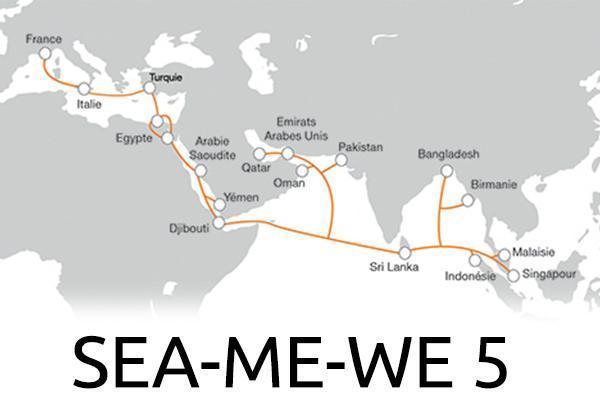 France
Turquie
Italie
Egypte
Arabie
Saoudite
Emirats
Arabes Unis
Qatar
Oman
Pakistan
Bangladesh
Birmanie
Yémen
Djibouti
Sri Lanka
Malaisie
Indonésie
Singapour
SEA-ME-WE 5